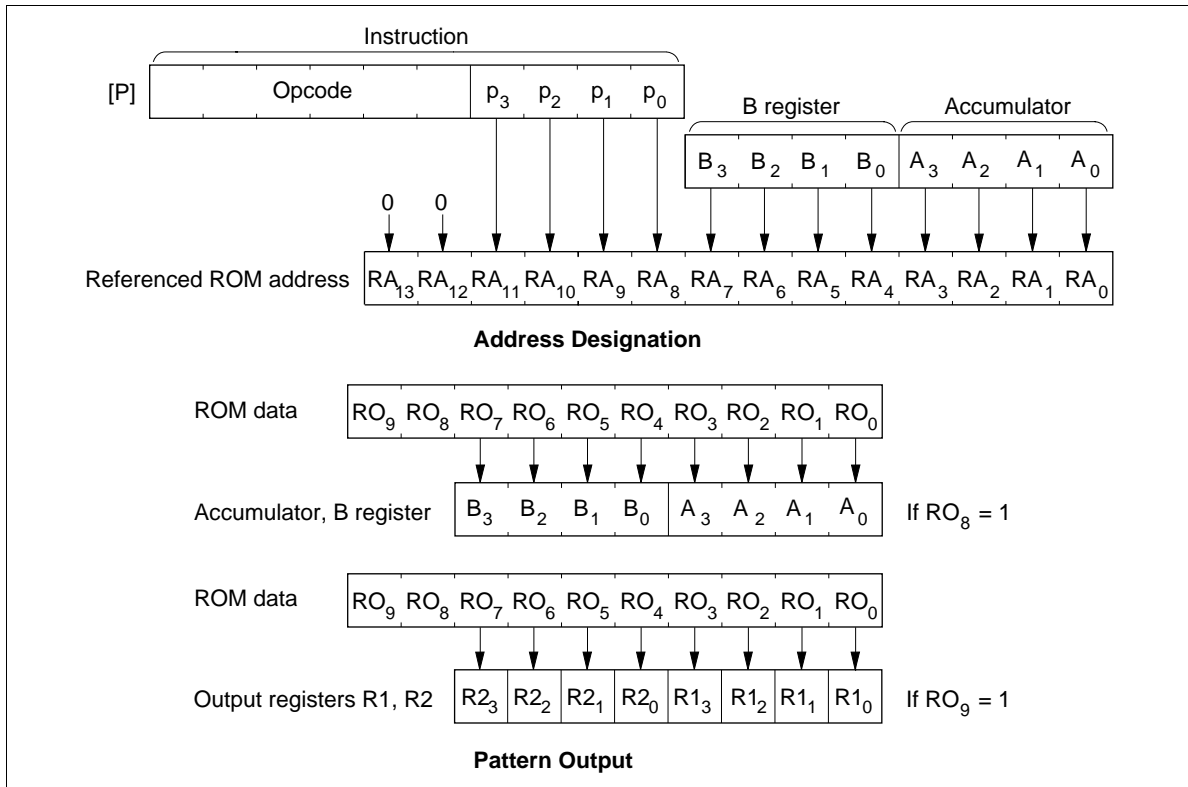 Instruction
[P] Opcode p3 p2 p1 p0
B register Accumulator
B3 B2 B1 B0 A3 A2 A1 A0
0 0
Referenced ROM address RA13 RA12 RA11 RA10 RA9 RA8 RA7 RA6 RA5 RA4 RA3 RA2 RA1 RA0
Address Designation
ROM data RO9 RO8 RO7 RO6 RO5 RO4 RO3 RO2 RO1 RO0
Accumulator, B register B3 B2 B1 B0 A3 A2 A1 A0 If RO8 = 1
ROM data RO9 RO8 RO7 RO6 RO5 RO4 RO3 RO2 RO1 RO0
Output registers R1, R2 R23 R22 R21 R20 R13 R12 R11 R10 If RO9 = 1
Pattern Output